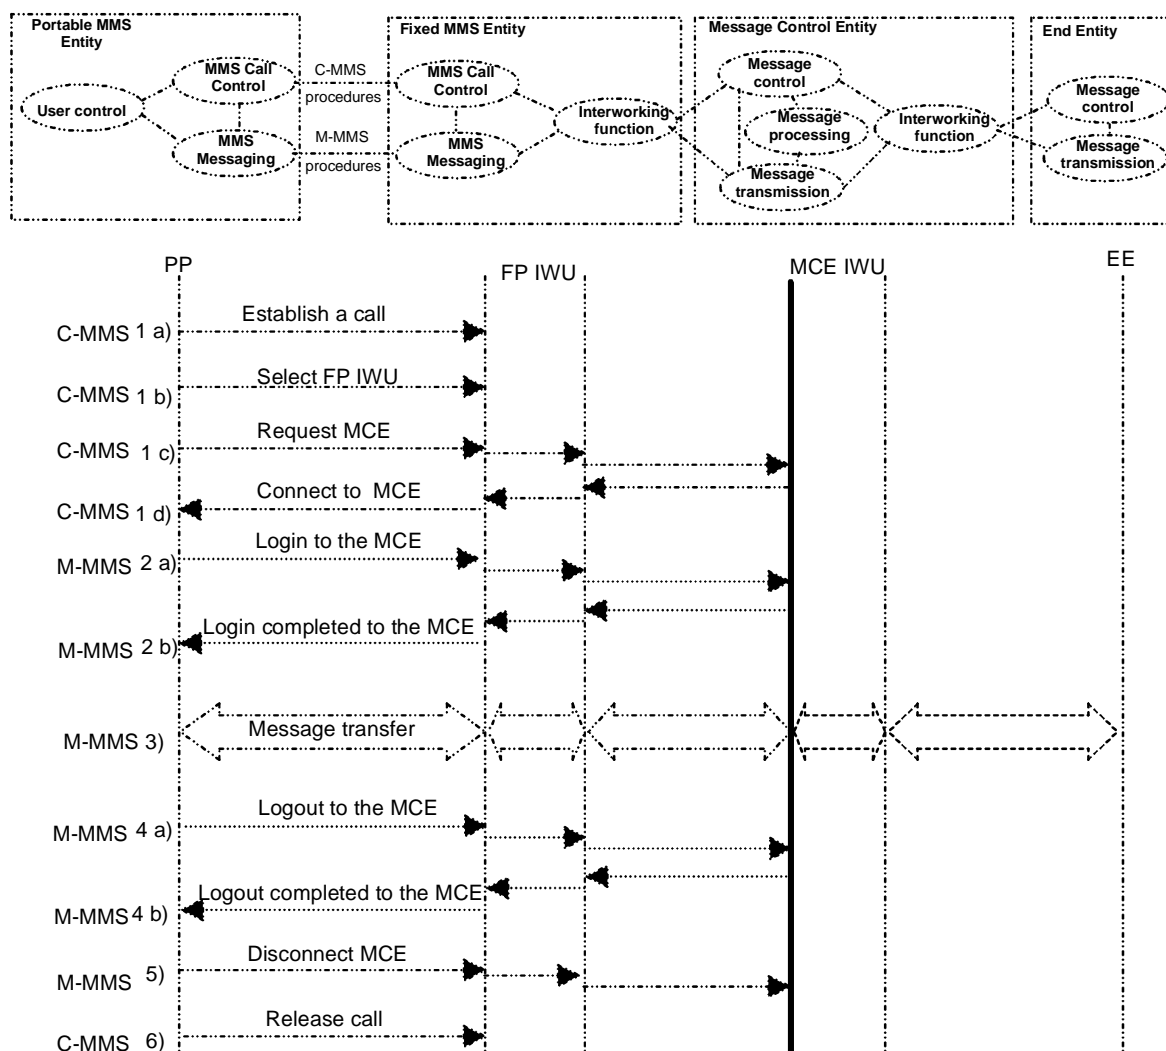 Portable MMS
Entity
Fixed MMS Entity
Message Control Entity
End Entity
User control
MMS Call
Control
MMS
Messaging
C-MMS
procedures
M-MMS
procedures
MMS Call
Control
MMS
Messaging
Interworking
function
Message
control
Message
processing
Message
transmission
Interworking
function
Message
control
Message
transmission
PP
FP IWU
MCE IWU
EE
C-MMS 1 a) Establish a call
C-MMS 1 b) Select FP IWU
C-MMS 1 c) Request MCE
C-MMS 1 d) Connect to MCE
M-MMS 2 a) Login to the MCE
M-MMS 2 b) Login completed to the MCE
M-MMS 3) Message transfer
M-MMS 4 a) Logout to the MCE
M-MMS 4 b) Logout completed to the MCE
M-MMS 5) Disconnect MCE
C-MMS 6) Release call